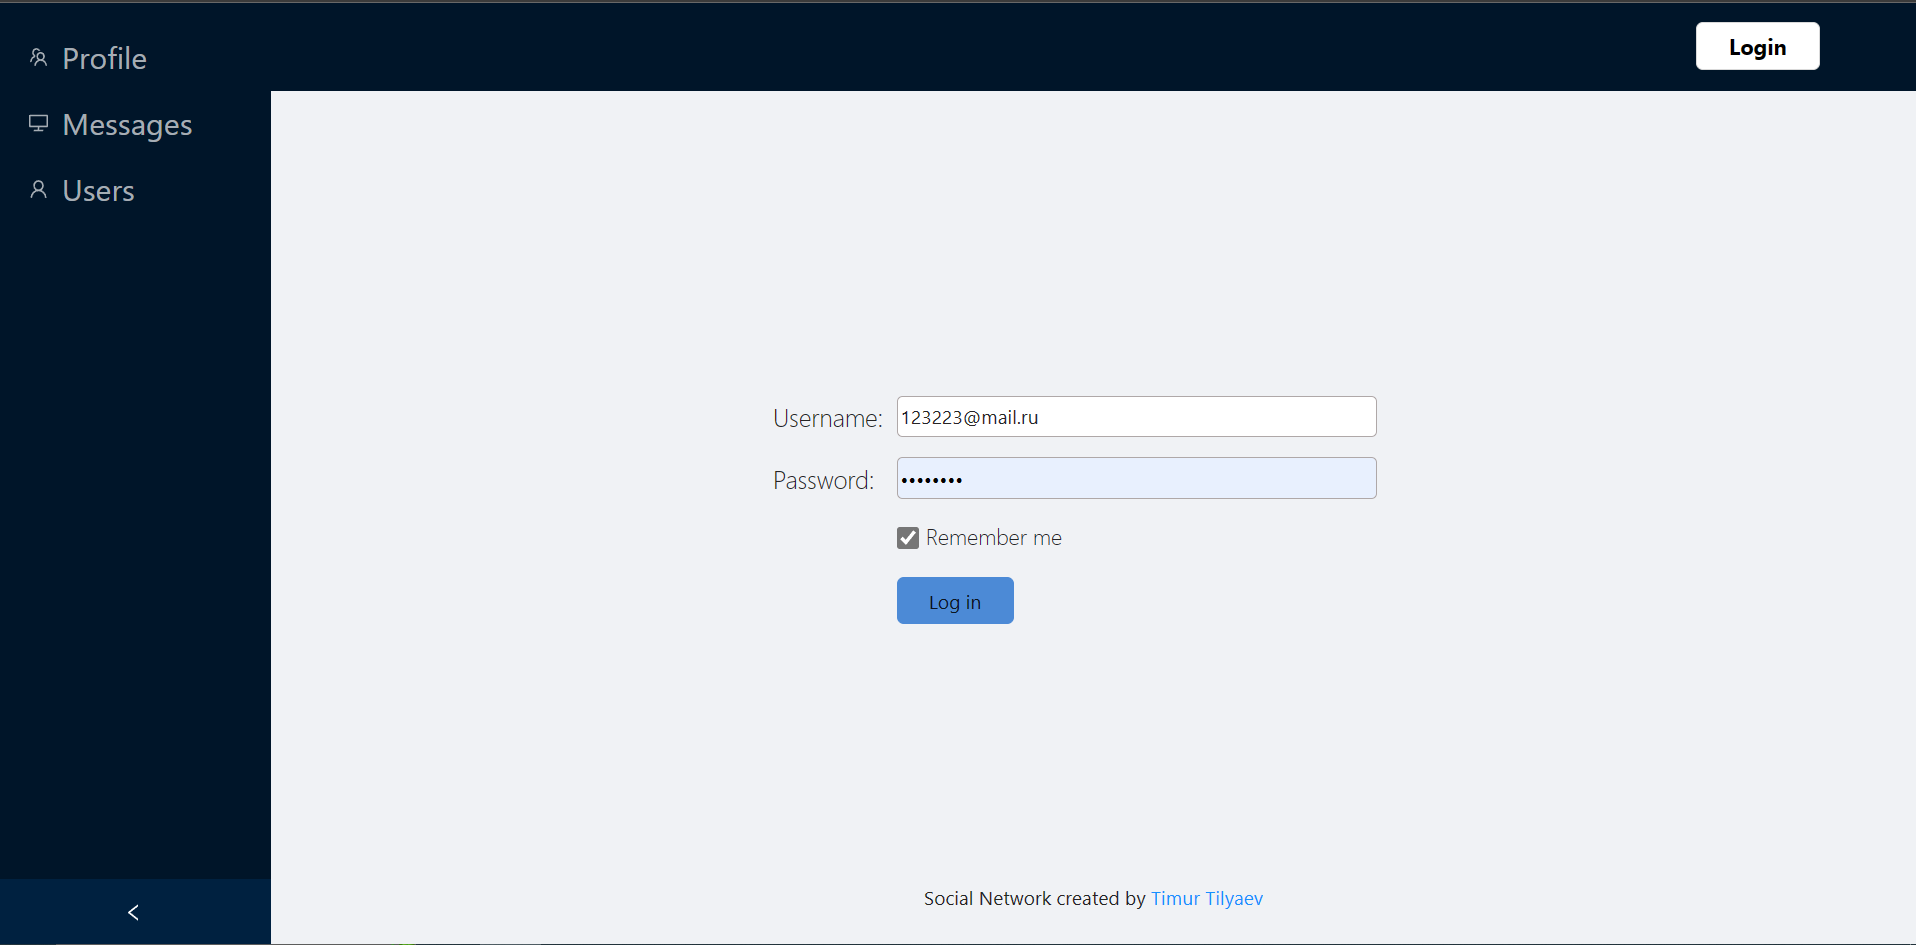 Profile
Login
Messages
Users
Username: 123223@mail.ru
Password: ••••••••
Remember me
Log in
Social Network created by Timur Tilyaev